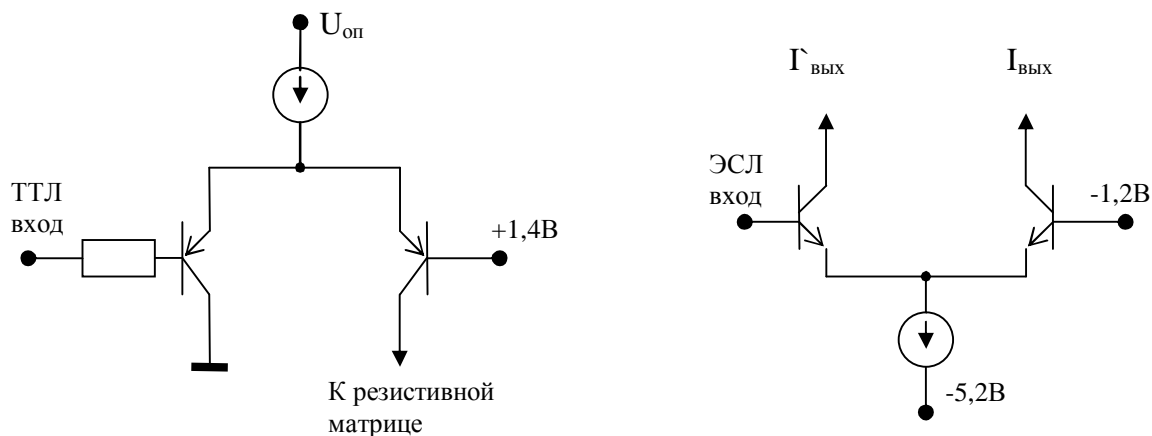 Uоп
I`вых
Iвых
ТТЛ
вход
+1,4В
ЭСЛ
вход
-1,2В
К резистивной
матрице
-5,2В